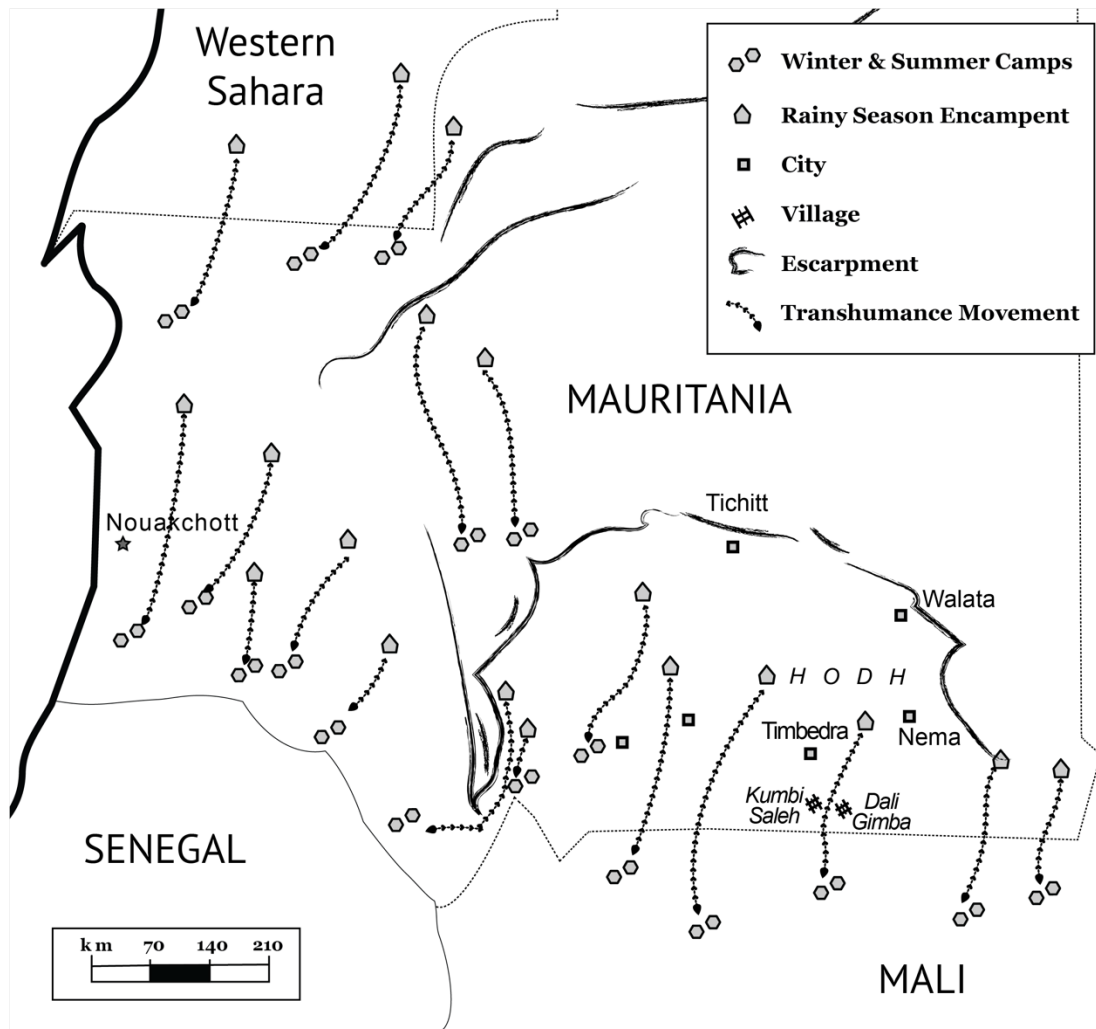 Western
Sahara
Winter & Summer Camps
Rainy Season Encampent
City
Village
Escarpment
Transhumance Movement
MAURITANIA
Nouakchott
Tichitt
Walata
H O D H
Timbedra
Nema
Kumbi
Saleh
Dali
Gimba
SENEGAL
km 70 140 210
MALI